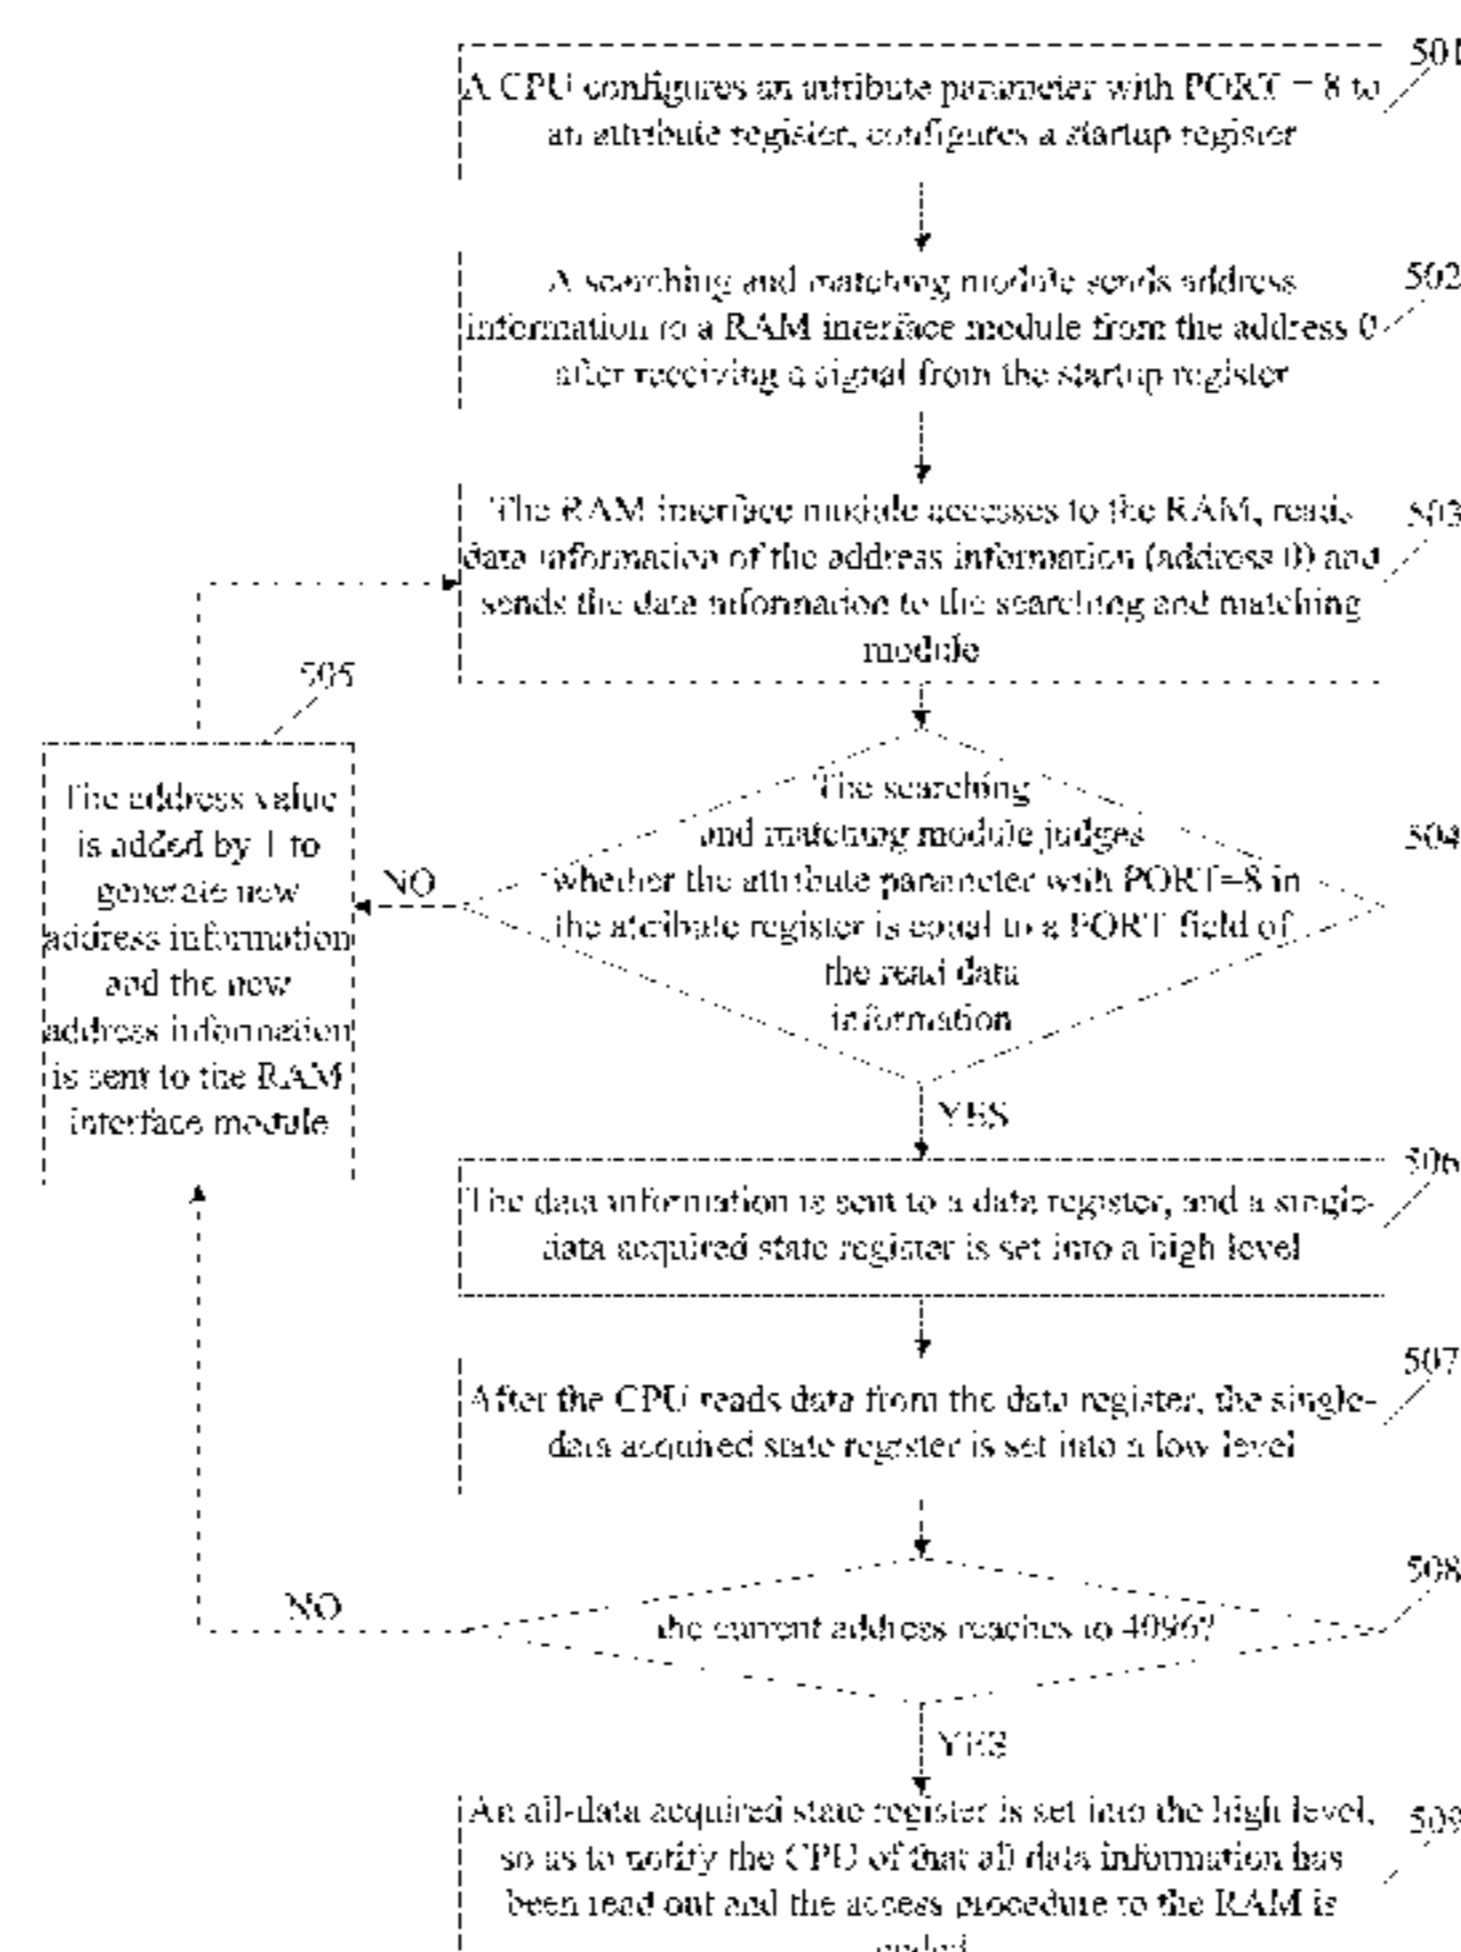 501
A CPU configures an attribute parameter with PORT = 8 to
an attribute register, configures a startup register
502
A searching and matching module sends address
information to a RAM interface module from the address 0
after receiving a signal from the startup register
503
The RAM interface module accesses to the RAM, reads
data information of the address information (address 0) and
sends the data information to the searching and matching
module
505
The address value
is added by 1 to
generate new
address information
and the new
address information
is sent to the RAM
interface module
504
The searching
and matching module judges
whether the attribute parameter with PORT=8 in
the attribute register is equal to a PORT field of
the read data
information
NO
YES
506
The data information is sent to a data register, and a single-
data acquired state register is set into a high level
507
After the CPU reads data from the data register, the single-
data acquired state register is set into a low level
508
the current address reaches to 4096?
NO
YES
509
An all-data acquired state register is set into the high level,
so as to notify the CPU of that all data information has
been read out and the access procedure to the RAM is
ended